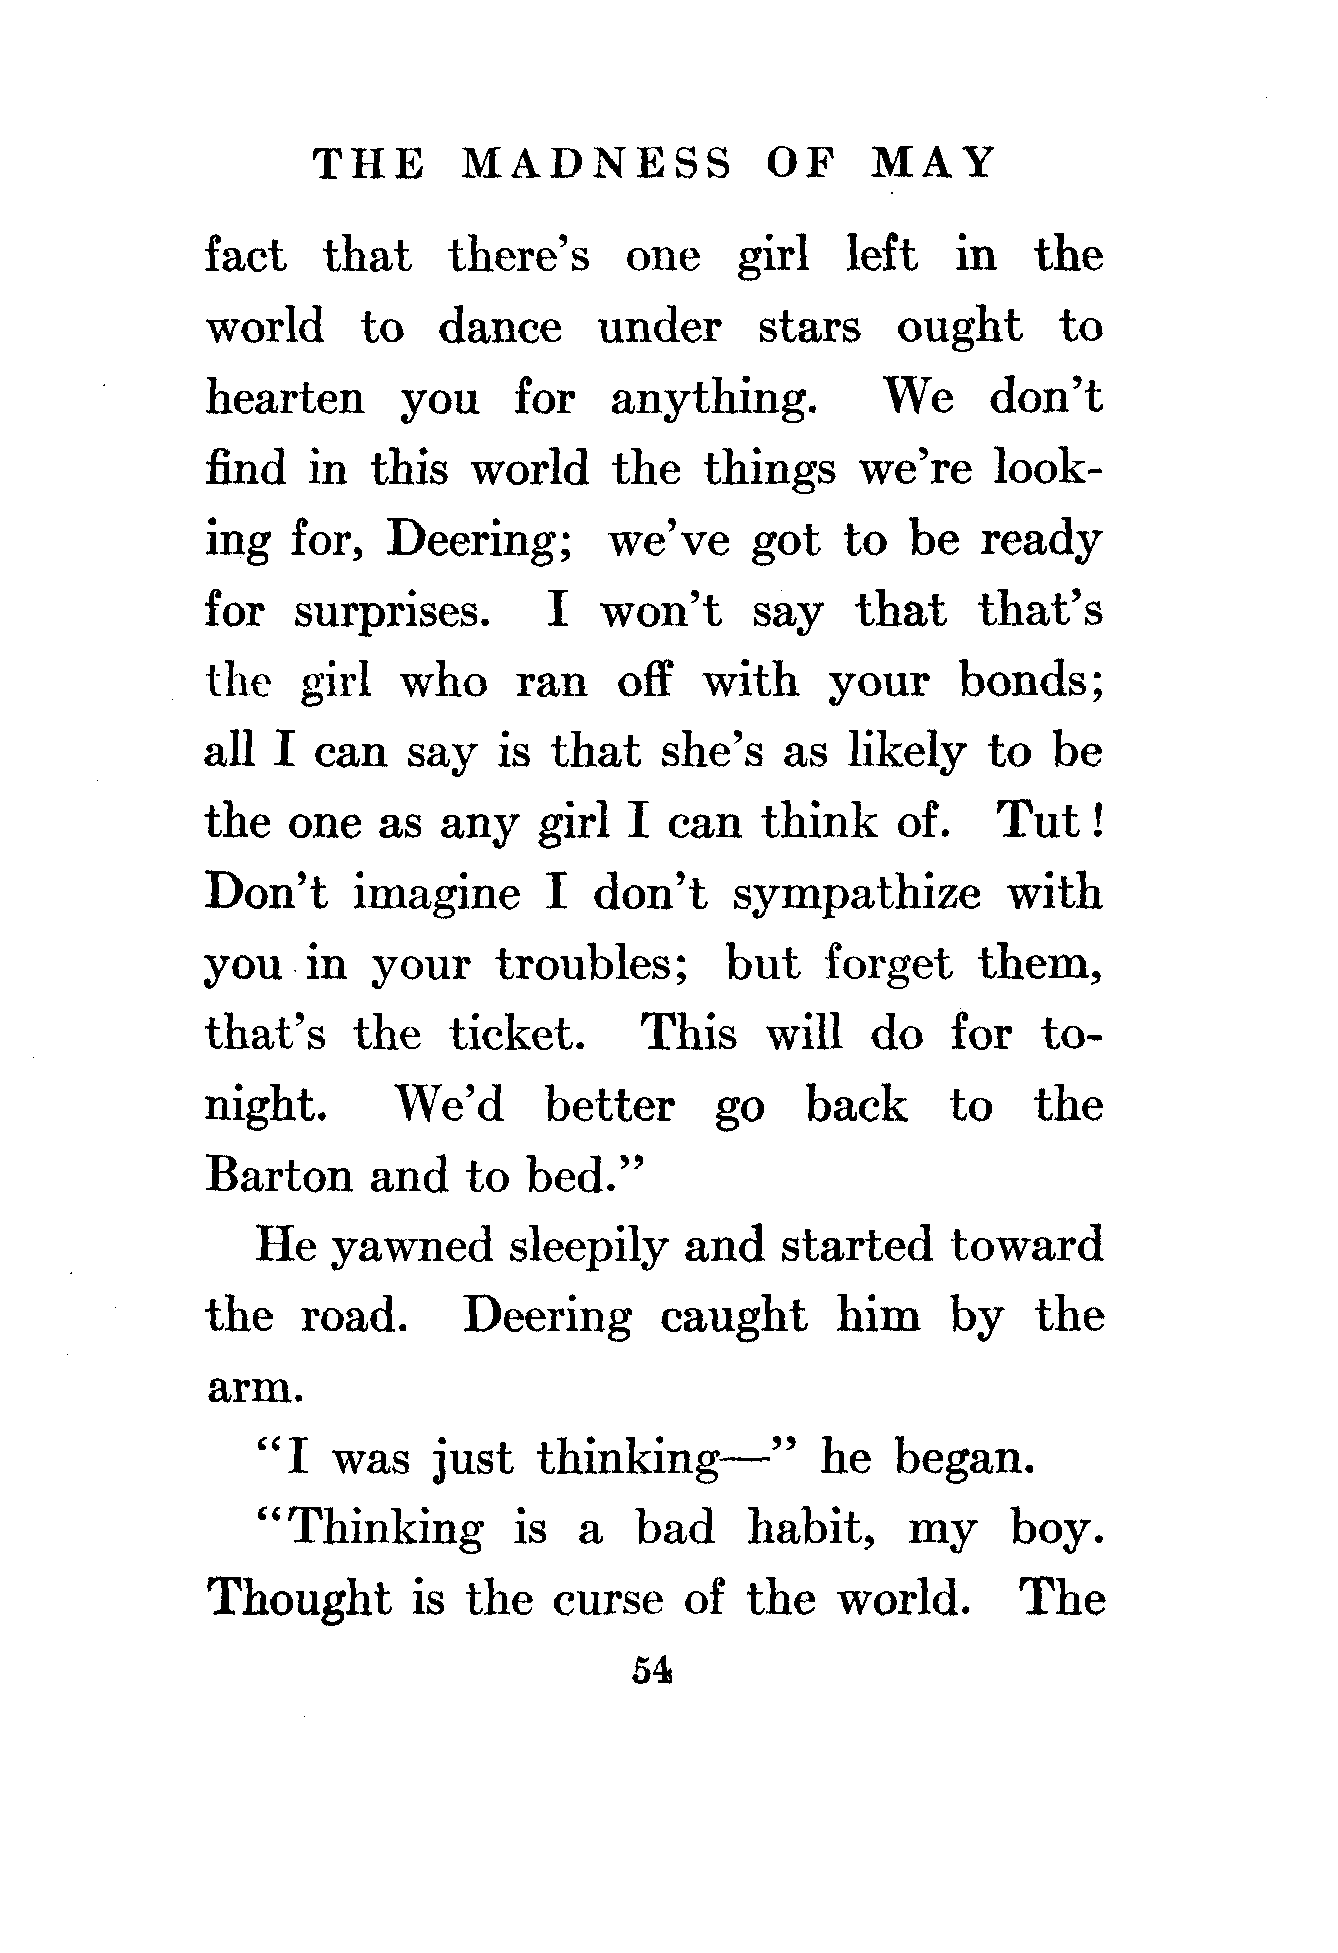 THE MADNESS OF MAY
fact that there's one girl left in the
world to dance under stars ought to
hearten you for anything. We don't
find in this world the things we're look-
ing for, Deering; we've got to be ready
for surprises. I won't say that that's
the girl who ran off with your bonds;
all I can say is that she's as likely to be
the one as any girl I can think of. Tut!
Don't imagine I don't sympathize with
you in your troubles; but forget them,
that's the ticket. This will do for to-
night. We'd better go back to the
Barton and to bed."
He yawned sleepily and started toward
the road. Deering caught him by the
arm.
"I was just thinking—" he began.
"Thinking is a bad habit, my boy.
Thought is the curse of the world. The
54